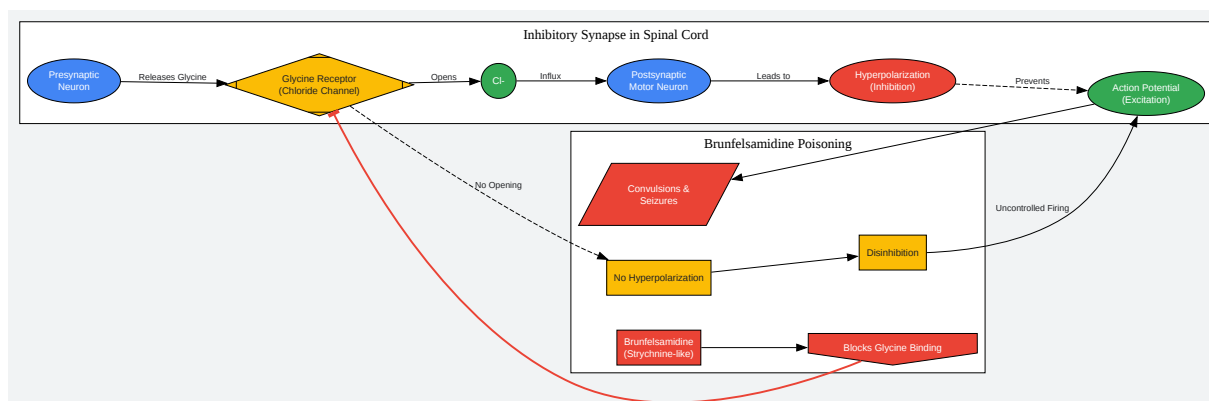 Inhibitory Synapse in Spinal Cord
Presynaptic
Neuron
Releases Glycine
Glycine Receptor
(Chloride Channel)
Opens
Cl-
Influx
Postsynaptic
Motor Neuron
Leads to
Hyperpolarization
(Inhibition)
Prevents
Action Potential
(Excitation)
Brunfelsamidine Poisoning
Convulsions &
Seizures
No Opening
Uncontrolled Firing
Disinhibition
No Hyperpolarization
Brunfelsamidine
(Strychnine-like)
Blocks Glycine Binding